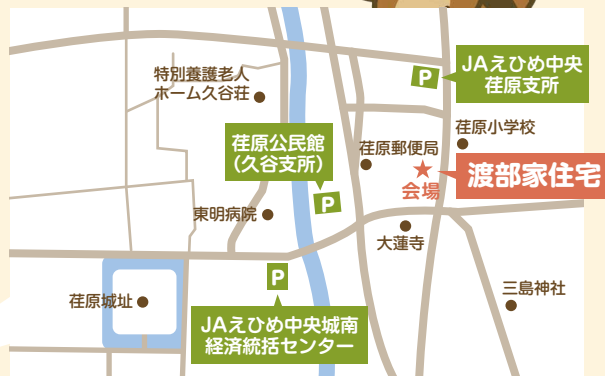 特別養護老人
ホーム久谷荘
P
JAえひめ中央
荏原支所
荏原公民館
(久谷支所)
荏原郵便局
荏原小学校
会場
渡部家住宅
P
東明病院
大蓮寺
P
荏原城址
三島神社
JAえひめ中央城南
経済統括センター